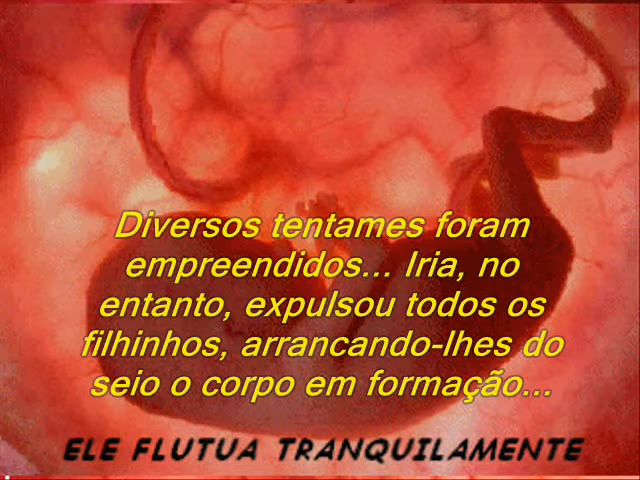 Diversos tentames foram
empreendidos... Iria, no
entanto, expulsou todos os
filhinhos, arrancando-lhes do
seio o corpo em formação...
ELE FLUTUA TRANQUILAMENTE